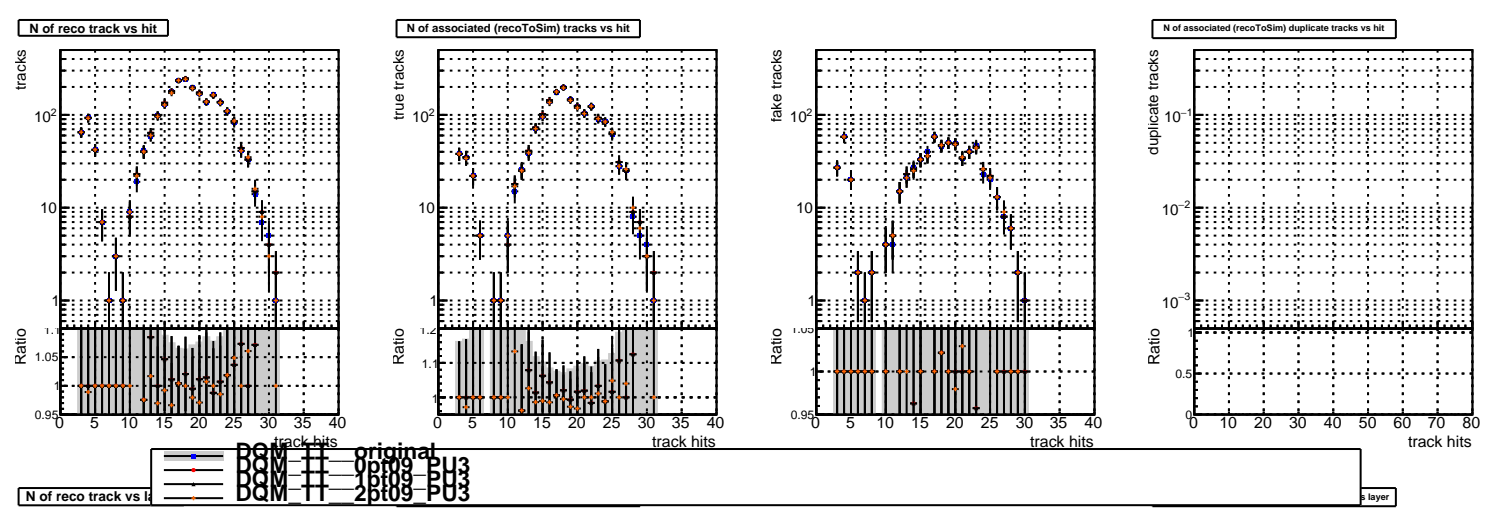 N of reco track vs hit
N of associated (recoToSim) tracks vs hit
N of associated (recoToSim) duplicate tracks vs hit
tracks
10²
10
1
Ratio
1.1
1.05
1
0.95
0 5 10 15 20 25 30 35 40
track hits
true tracks
10²
10
1
Ratio
1.2
1.1
1
0 5 10 15 20 25 30 35 40
track hits
fake tracks
10²
10
1
Ratio
1.05
1
0.95
0 5 10 15 20 25 30 35 40
track hits
duplicate tracks
10⁻¹
10⁻²
10⁻³
Ratio
1
0.5
0
0 10 20 30 40 50 60 70 80
track hits
DQM_TT__original
DQM_TT__0pt09_PU3
DQM_TT__1pt09_PU3
DQM_TT__2pt09_PU3
N of reco track vs la
s layer